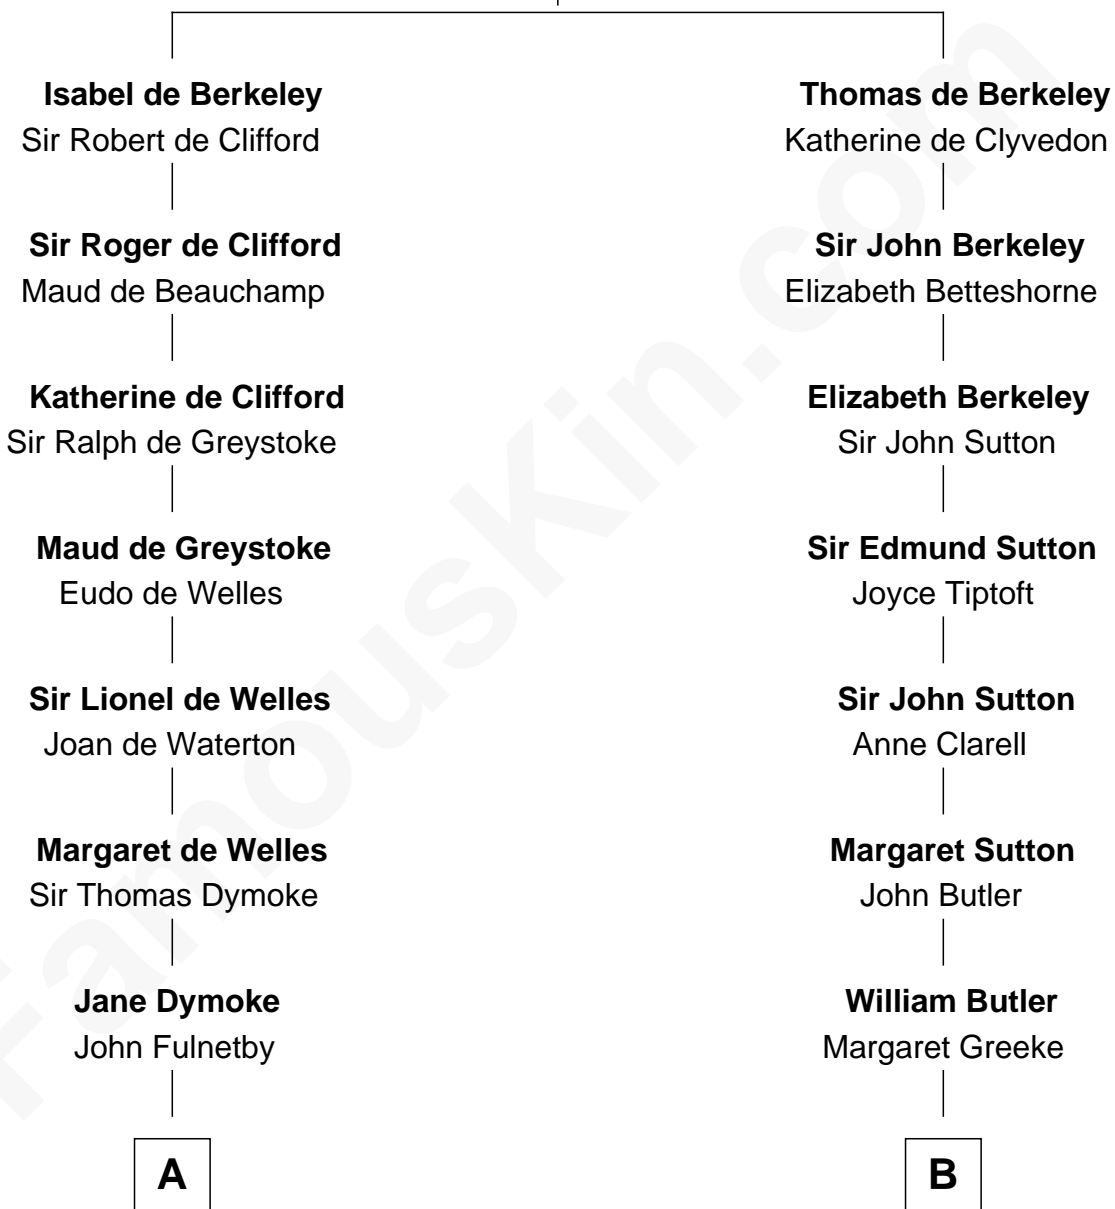 Isabel de Berkeley
Sir Robert de Clifford
Sir Roger de Clifford
Maud de Beauchamp
Katherine de Clifford
Sir Ralph de Greystoke
Maud de Greystoke
Eudo de Welles
Sir Lionel de Welles
Joan de Waterton
Margaret de Welles
Sir Thomas Dymoke
Jane Dymoke
John Fulnetby
A
Thomas de Berkeley
Katherine de Clyvedon
Sir John Berkeley
Elizabeth Betteshorne
Elizabeth Berkeley
Sir John Sutton
Sir Edmund Sutton
Joyce Tiptoft
Sir John Sutton
Anne Clarell
Margaret Sutton
John Butler
William Butler
Margaret Greeke
B
FamousKin.com